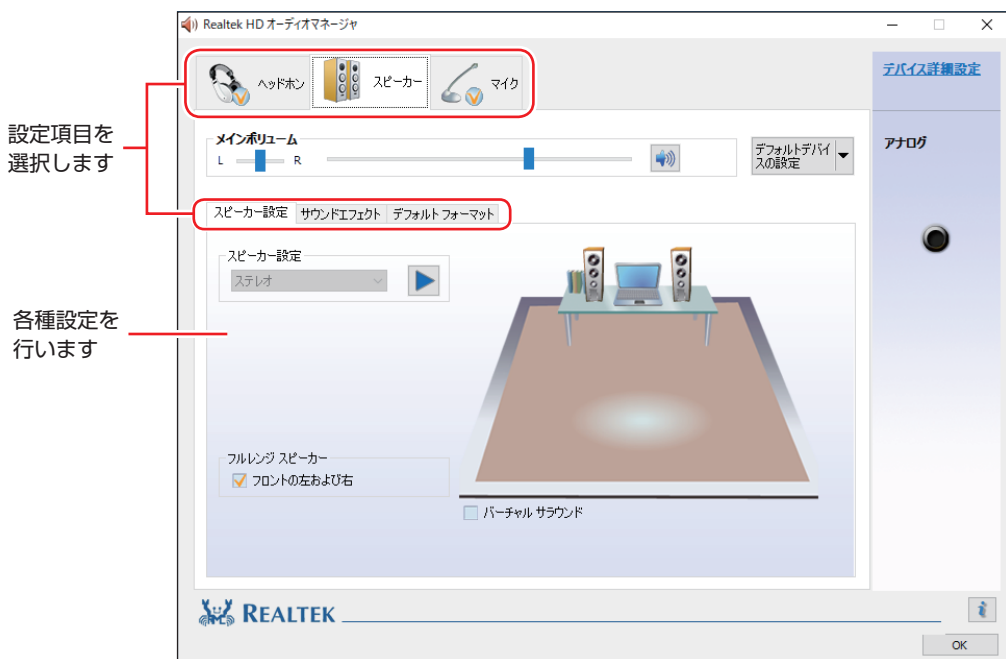 Realtek HD オーディオマネージャ
ヘッドホン
スピーカー
マイク
デバイス詳細設定
設定項目を
選択します
メインボリューム
L
R
デフォルトデバイ
スの設定
アナログ
スピーカー設定
サウンドエフェクト
デフォルト フォーマット
スピーカー設定
ステレオ
各種設定を
行います
フルレンジ スピーカー
フロントの左および右
バーチャル サラウンド
REALTEK
i
OK